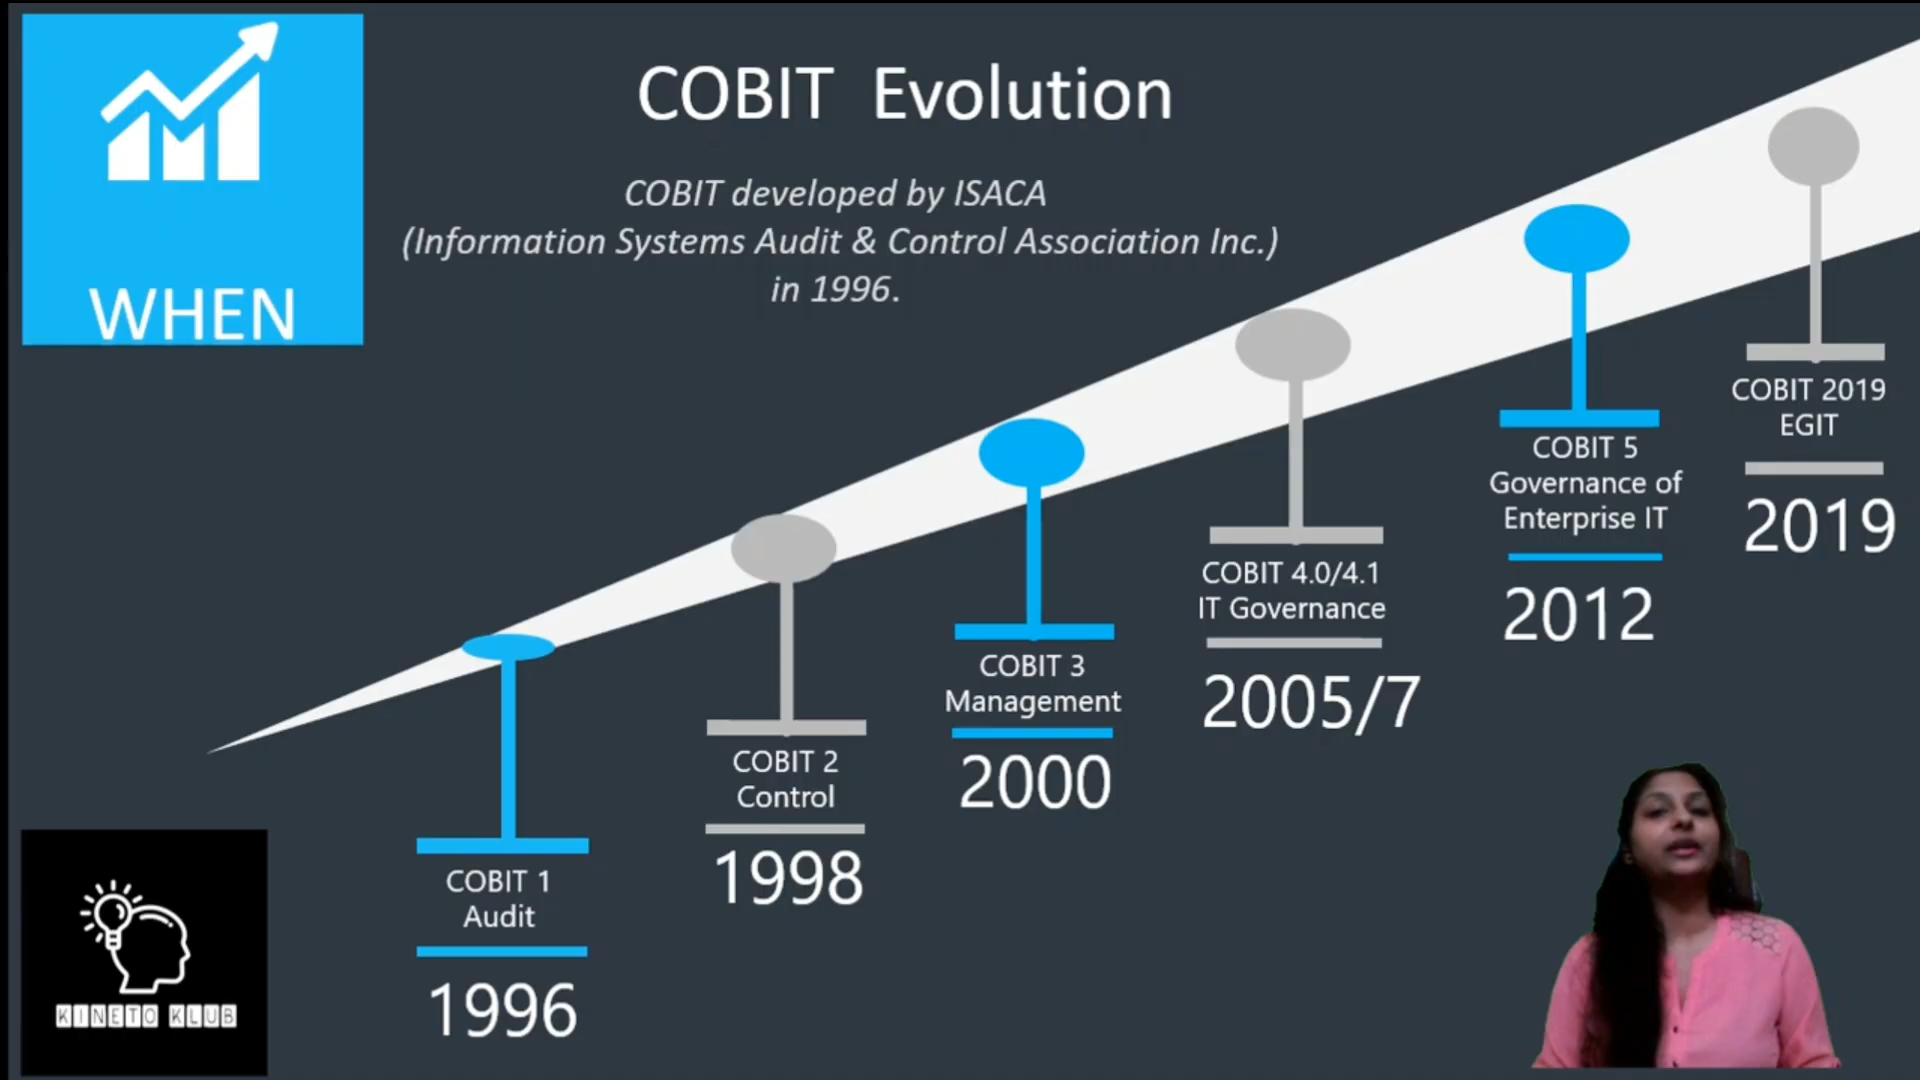 WHEN
COBIT Evolution
COBIT developed by ISACA
(Information Systems Audit & Control Association Inc.)
in 1996.
COBIT 1
Audit
1996
COBIT 2
Control
1998
COBIT 3
Management
2000
COBIT 4.0/4.1
IT Governance
2005/7
COBIT 5
Governance of
Enterprise IT
2012
COBIT 2019
EGIT
2019
KINETO KLUB